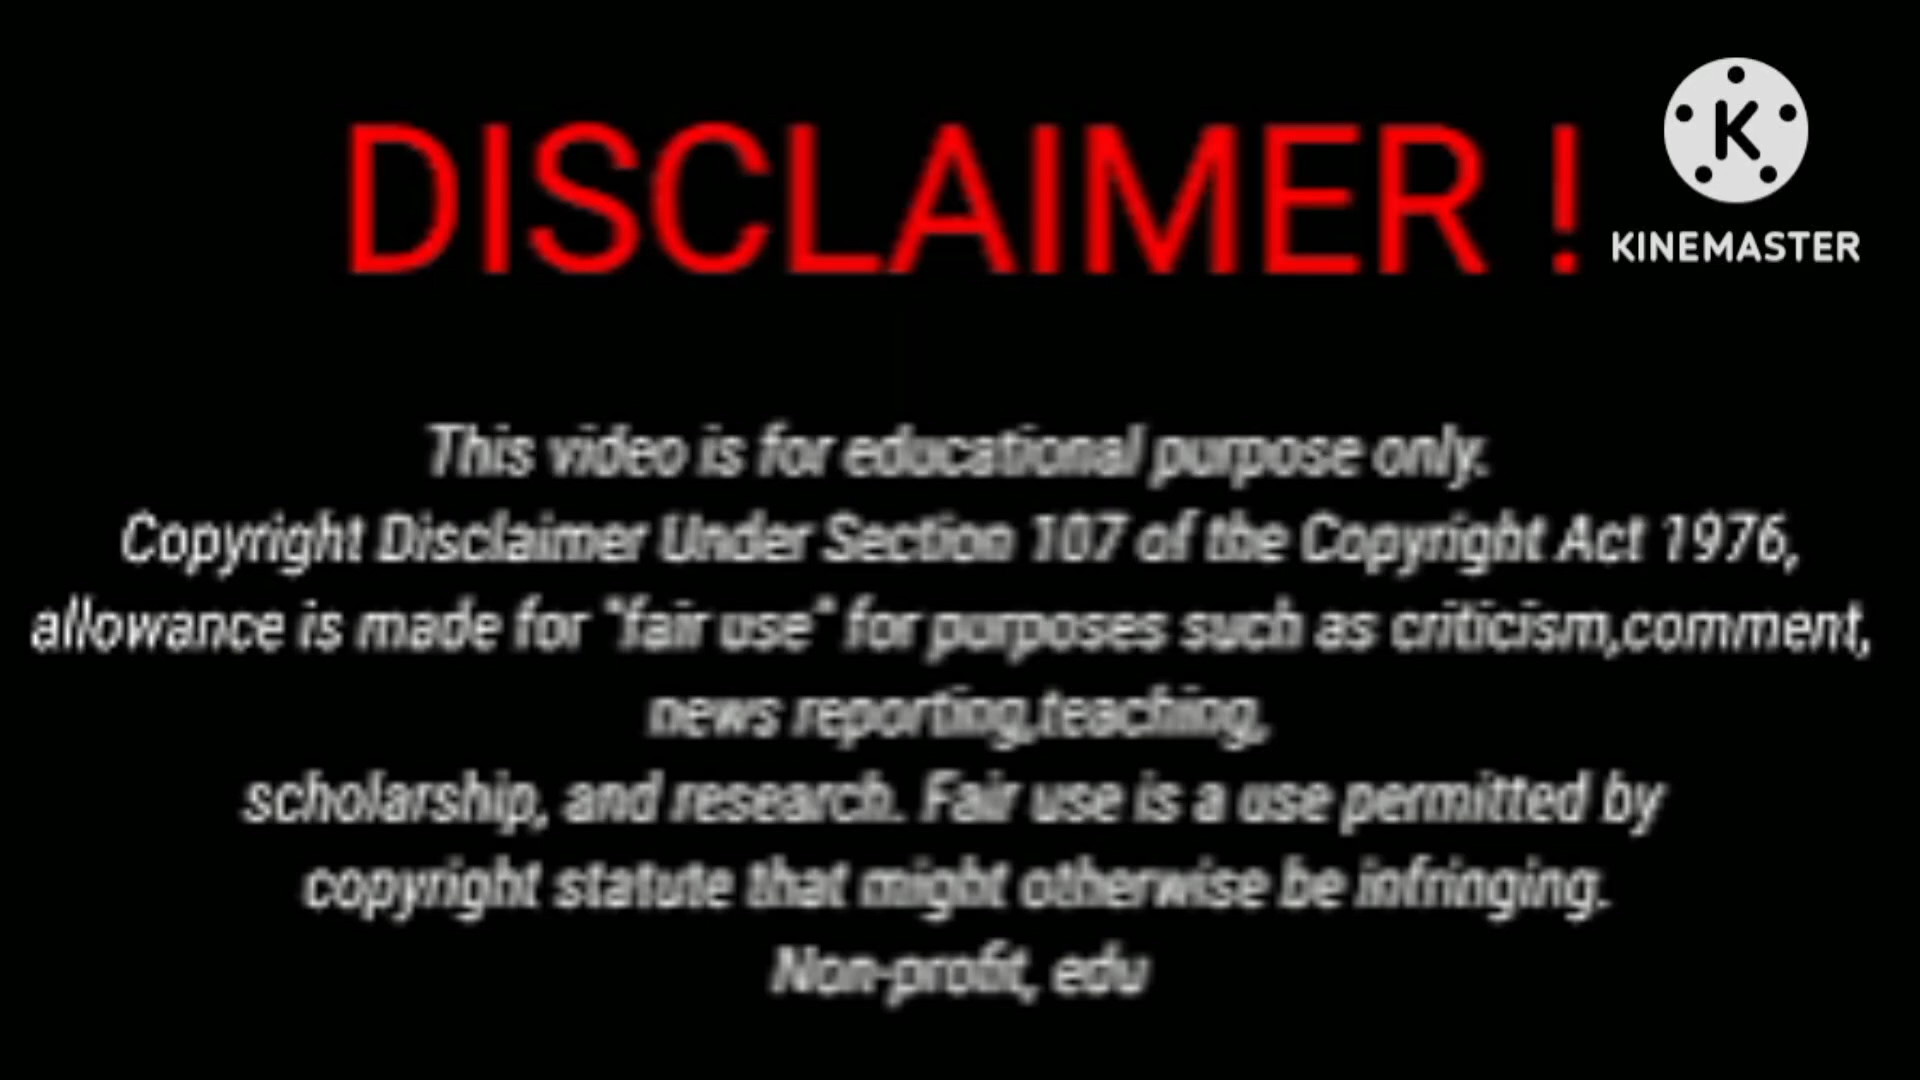 DISCLAIMER !
K
KINEMASTER
This video is for educational purpose only.
Copyright Disclaimer Under Section 107 of the Copyright Act 1976,
allowance is made for "fair use" for purposes such as criticism,comment,
news reporting,teaching,
scholarship, and research. Fair use is a use permitted by
copyright statute that might otherwise be infringing.
Non-profit, edu